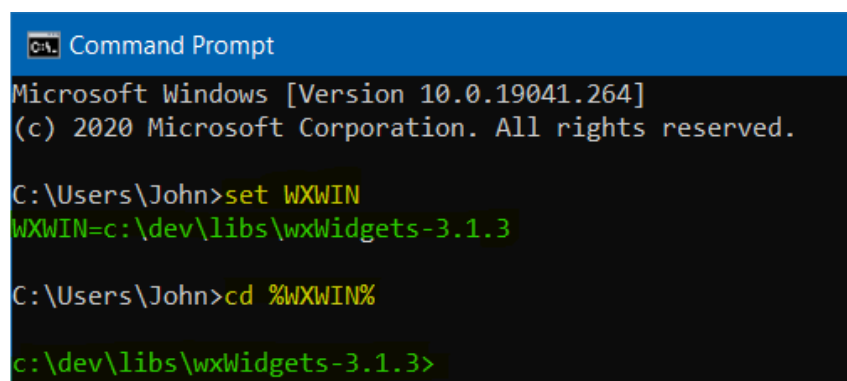 Command Prompt
Microsoft Windows [Version 10.0.19041.264]
(c) 2020 Microsoft Corporation. All rights reserved.
C:\Users\John>set WXWIN
WXWIN=c:\dev\libs\wxWidgets-3.1.3
C:\Users\John>cd %WXWIN%
c:\dev\libs\wxWidgets-3.1.3>